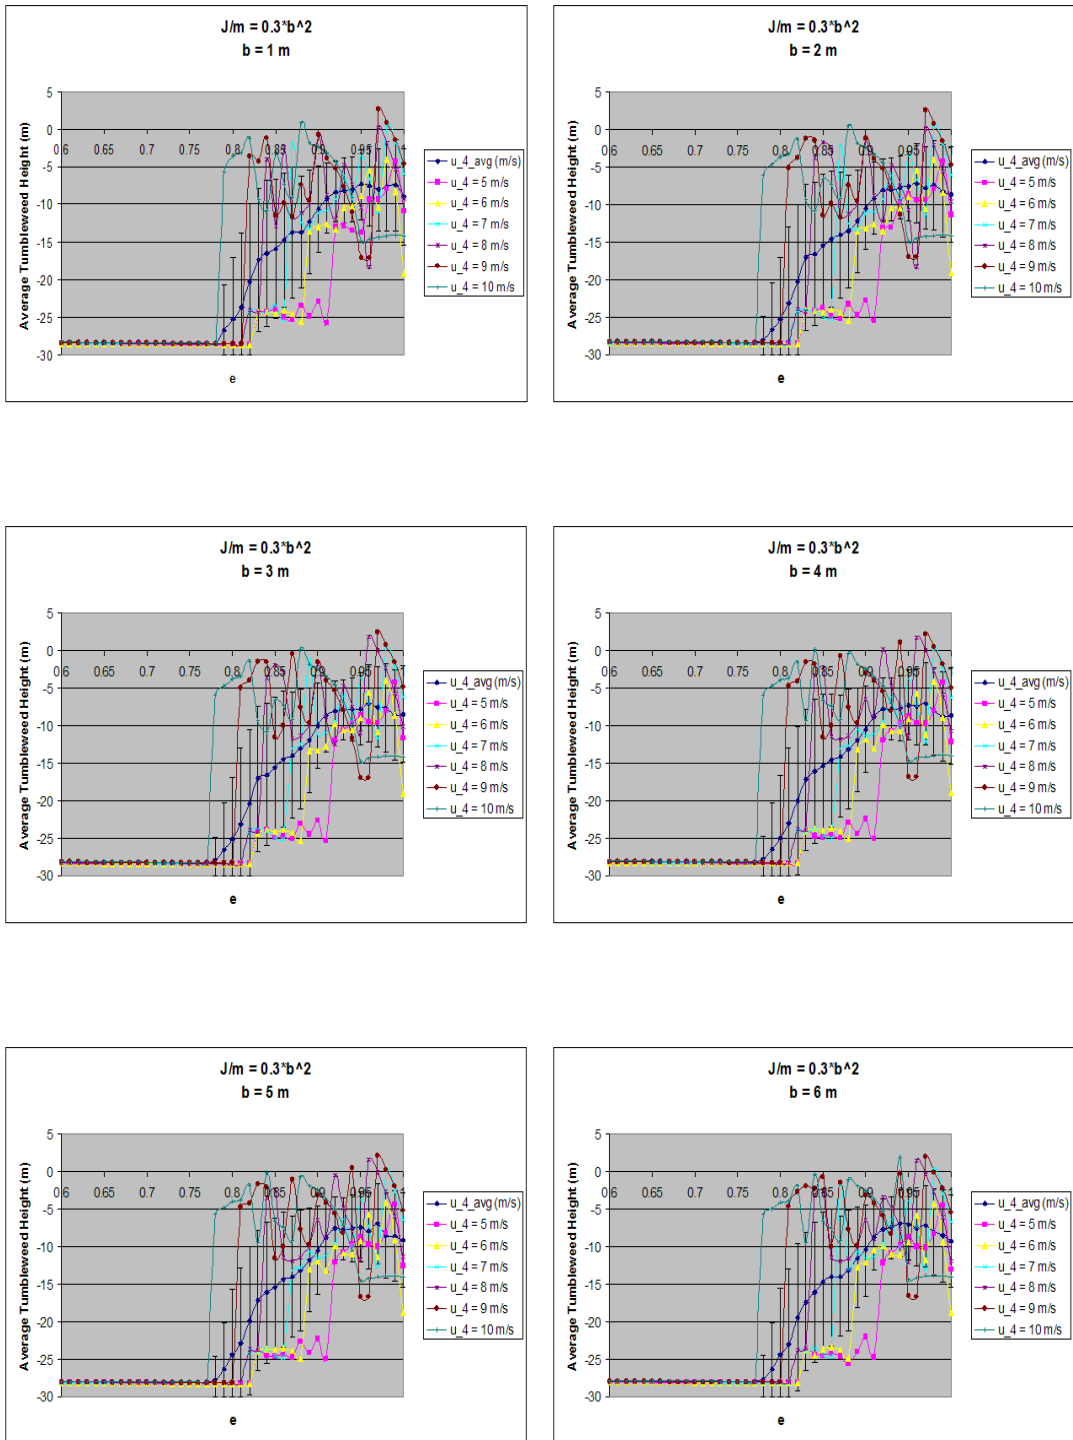 J/m = 0.3*b^2
b = 1 m
Average Tumbleweed Height (m)
5
0
-5
-10
-15
-20
-25
-30
0.6 0.65 0.7 0.75 0.8 0.85 0.9 0.95 1
e
u_4_avg (m/s)
u_4 = 5 m/s
u_4 = 6 m/s
u_4 = 7 m/s
u_4 = 8 m/s
u_4 = 9 m/s
u_4 = 10 m/s
J/m = 0.3*b^2
b = 2 m
Average Tumbleweed Height (m)
5
0
-5
-10
-15
-20
-25
-30
0.6 0.65 0.7 0.75 0.8 0.85 0.9 0.95 1
e
u_4_avg (m/s)
u_4 = 5 m/s
u_4 = 6 m/s
u_4 = 7 m/s
u_4 = 8 m/s
u_4 = 9 m/s
u_4 = 10 m/s
J/m = 0.3*b^2
b = 3 m
Average Tumbleweed Height (m)
5
0
-5
-10
-15
-20
-25
-30
0.6 0.65 0.7 0.75 0.8 0.85 0.9 0.95 1
e
u_4_avg (m/s)
u_4 = 5 m/s
u_4 = 6 m/s
u_4 = 7 m/s
u_4 = 8 m/s
u_4 = 9 m/s
u_4 = 10 m/s
J/m = 0.3*b^2
b = 4 m
Average Tumbleweed Height (m)
5
0
-5
-10
-15
-20
-25
-30
0.6 0.65 0.7 0.75 0.8 0.85 0.9 0.95 1
e
u_4_avg (m/s)
u_4 = 5 m/s
u_4 = 6 m/s
u_4 = 7 m/s
u_4 = 8 m/s
u_4 = 9 m/s
u_4 = 10 m/s
J/m = 0.3*b^2
b = 5 m
Average Tumbleweed Height (m)
5
0
-5
-10
-15
-20
-25
-30
0.6 0.65 0.7 0.75 0.8 0.85 0.9 0.95 1
e
u_4_avg (m/s)
u_4 = 5 m/s
u_4 = 6 m/s
u_4 = 7 m/s
u_4 = 8 m/s
u_4 = 9 m/s
u_4 = 10 m/s
J/m = 0.3*b^2
b = 6 m
Average Tumbleweed Height (m)
5
0
-5
-10
-15
-20
-25
-30
0.6 0.65 0.7 0.75 0.8 0.85 0.9 0.95 1
e
u_4_avg (m/s)
u_4 = 5 m/s
u_4 = 6 m/s
u_4 = 7 m/s
u_4 = 8 m/s
u_4 = 9 m/s
u_4 = 10 m/s